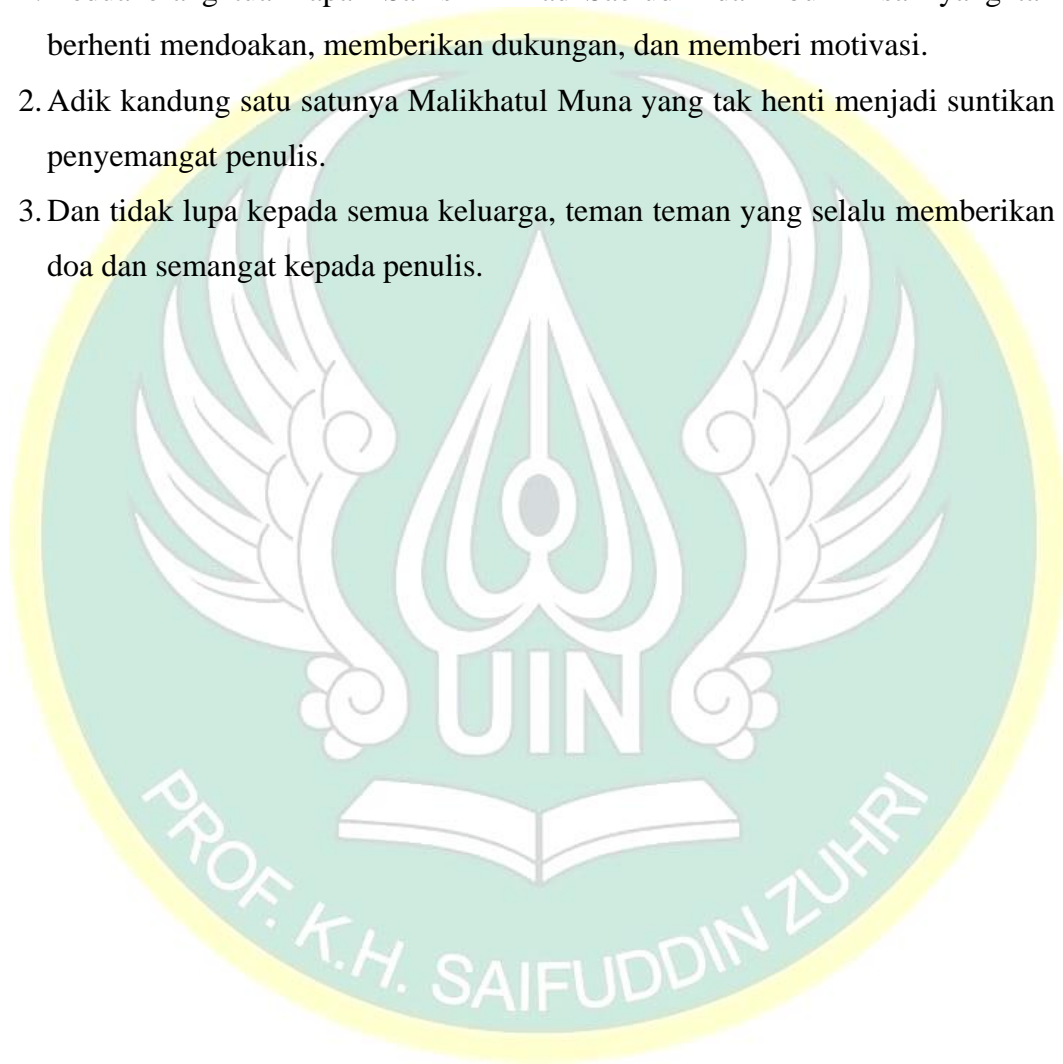 berhenti mendoakan, memberikan dukungan, dan memberi motivasi.
2. Adik kandung satu satunya Malikhatul Muna yang tak henti menjadi suntikan
penyemangat penulis.
3. Dan tidak lupa kepada semua keluarga, teman teman yang selalu memberikan
doa dan semangat kepada penulis.
UIN
PROF. K.H. SAIFUDDIN ZUHRI